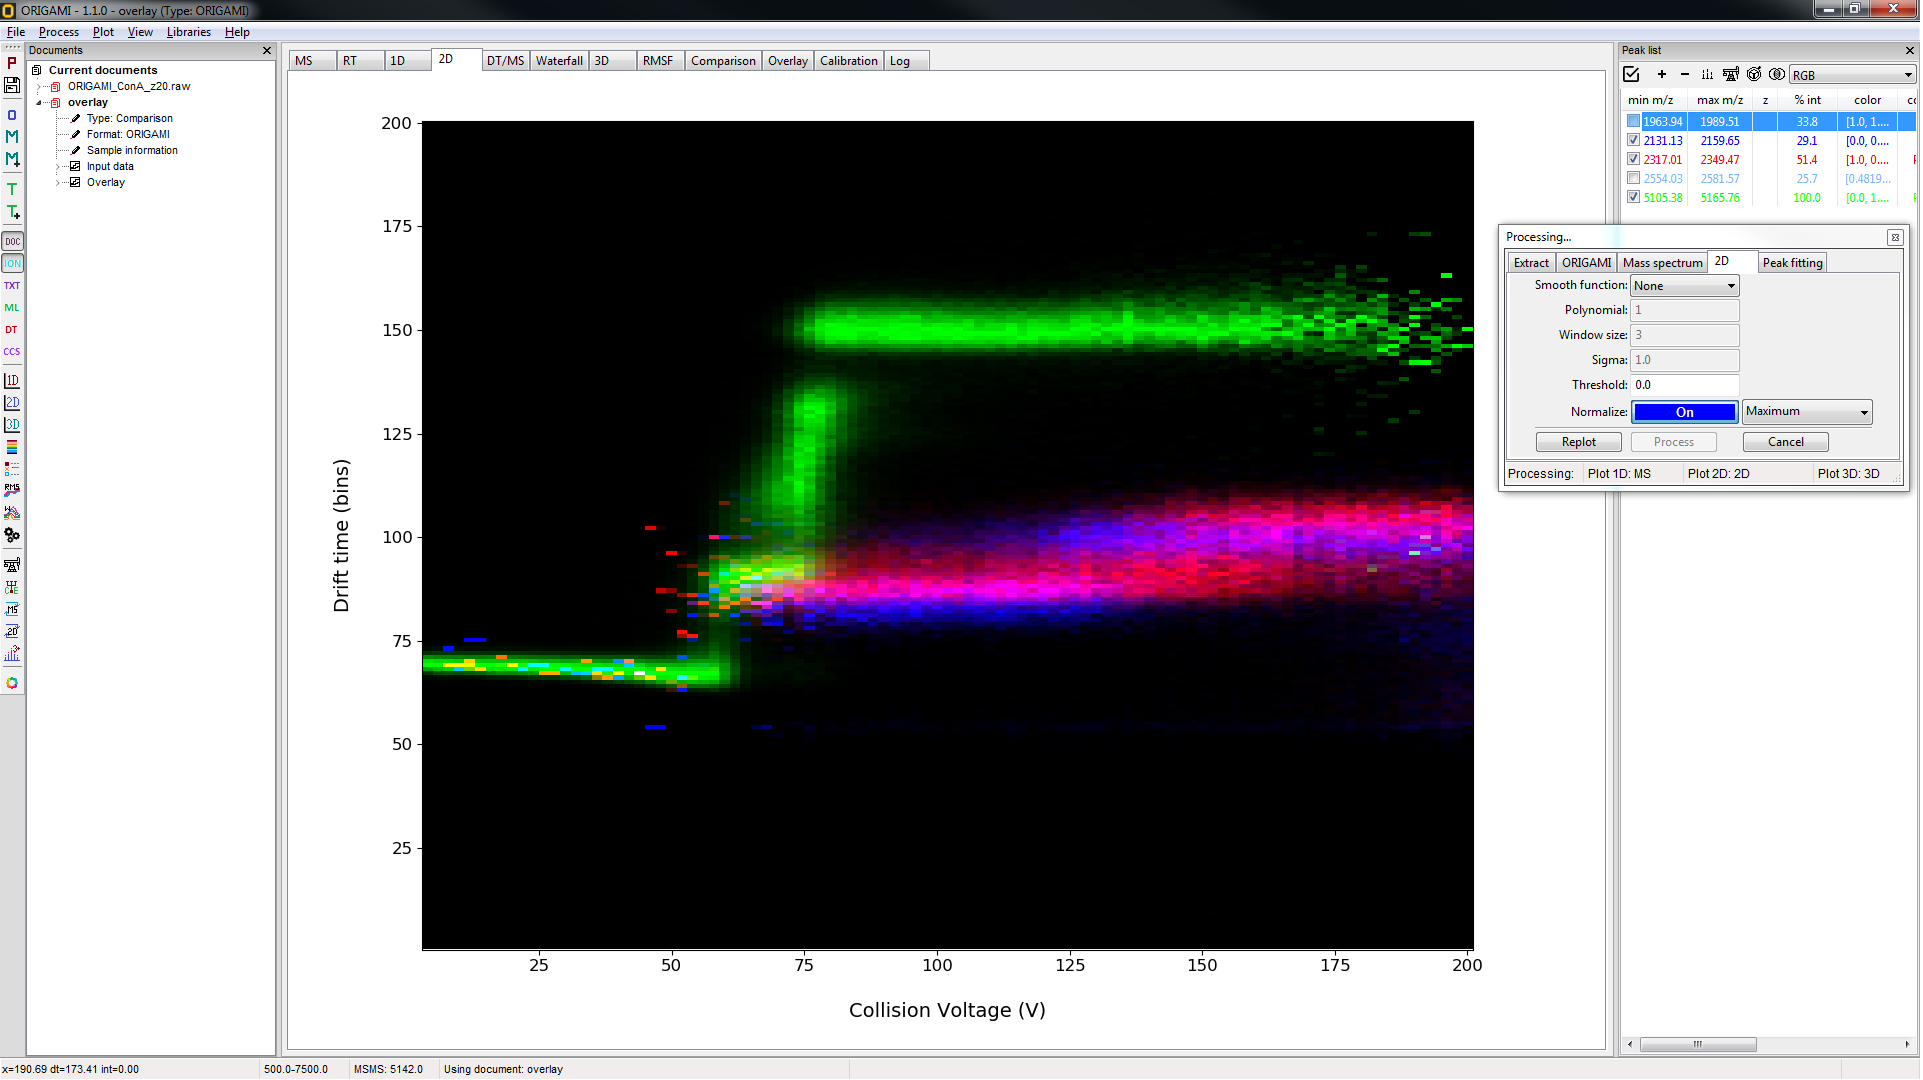 ORIGAMI - 1.1.0 - overlay (Type: ORIGAMI)
File Process Plot View Libraries Help
Documents
Current documents
ORIGAMI_ConA_z20.raw
overlay
Type: Comparison
Format: ORIGAMI
Sample information
Input data
Overlay
P
O
M
M+
T
T+
DOC
ION
TXT
ML
DT
CCS
1D
2D
3D
RMS
MS
2D
MS RT 1D 2D DT/MS Waterfall 3D RMSF Comparison Overlay Calibration Log
200
175
150
125
100
75
50
25
Drift time (bins)
25 50 75 100 125 150 175 200
Collision Voltage (V)
Peak list
RGB
min m/z max m/z z % int color
1963.94 1989.51 33.8 [1.0, 1....
2131.13 2159.65 29.1 [0.0, 0....
2317.01 2349.47 51.4 [1.0, 0....
2554.03 2581.57 25.7 [0.4819...
5105.38 5165.76 100.0 [0.0, 1....
Processing...
Extract ORIGAMI Mass spectrum 2D Peak fitting
Smooth function: None
Polynomial: 1
Window size: 3
Sigma: 1.0
Threshold: 0.0
Normalize: On Maximum
Replot Process Cancel
Processing: Plot 1D: MS Plot 2D: 2D Plot 3D: 3D
x=190.69 dt=173.41 int=0.00 500.0-7500.0 MSMS: 5142.0 Using document: overlay